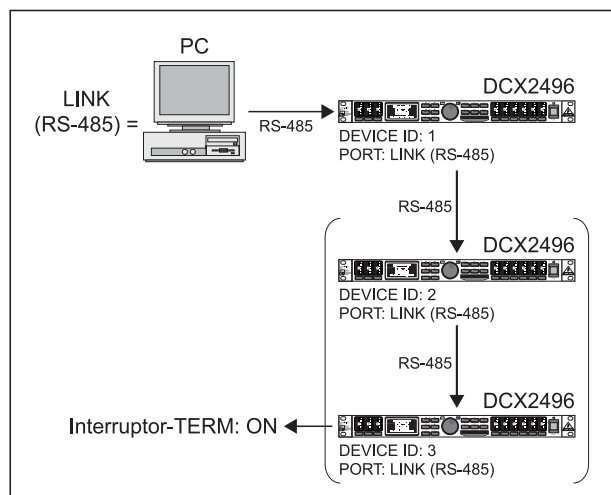 PC
LINK
(RS-485) =
RS-485
DCX2496
DEVICE ID: 1
PORT: LINK (RS-485)
RS-485
DCX2496
DEVICE ID: 2
PORT: LINK (RS-485)
RS-485
DCX2496
Interruptor-TERM: ON
DEVICE ID: 3
PORT: LINK (RS-485)